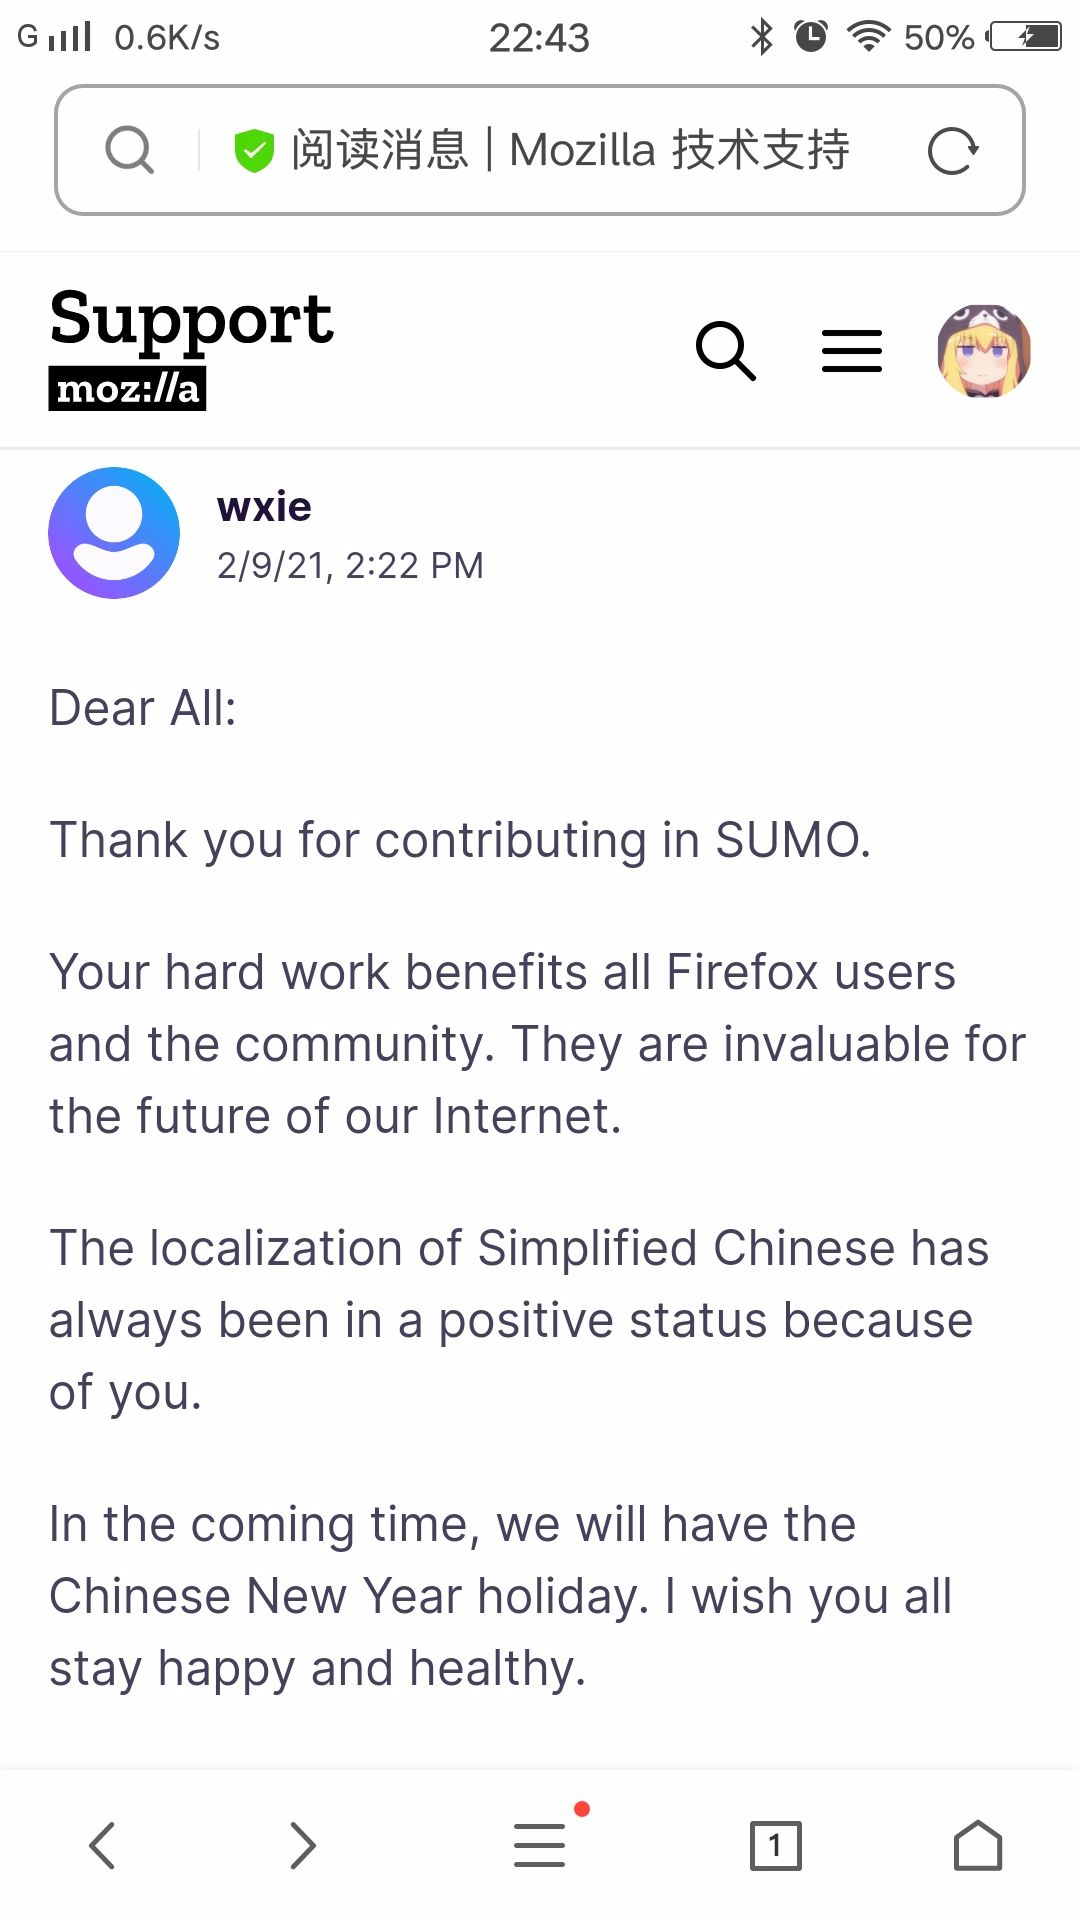 G 0.6K/s 22:43 50%
阅读消息 | Mozilla 技术支持
Support
moz://a
wxie
2/9/21, 2:22 PM
Dear All:
Thank you for contributing in SUMO.
Your hard work benefits all Firefox users
and the community. They are invaluable for
the future of our Internet.
The localization of Simplified Chinese has
always been in a positive status because
of you.
In the coming time, we will have the
Chinese New Year holiday. I wish you all
stay happy and healthy.
1